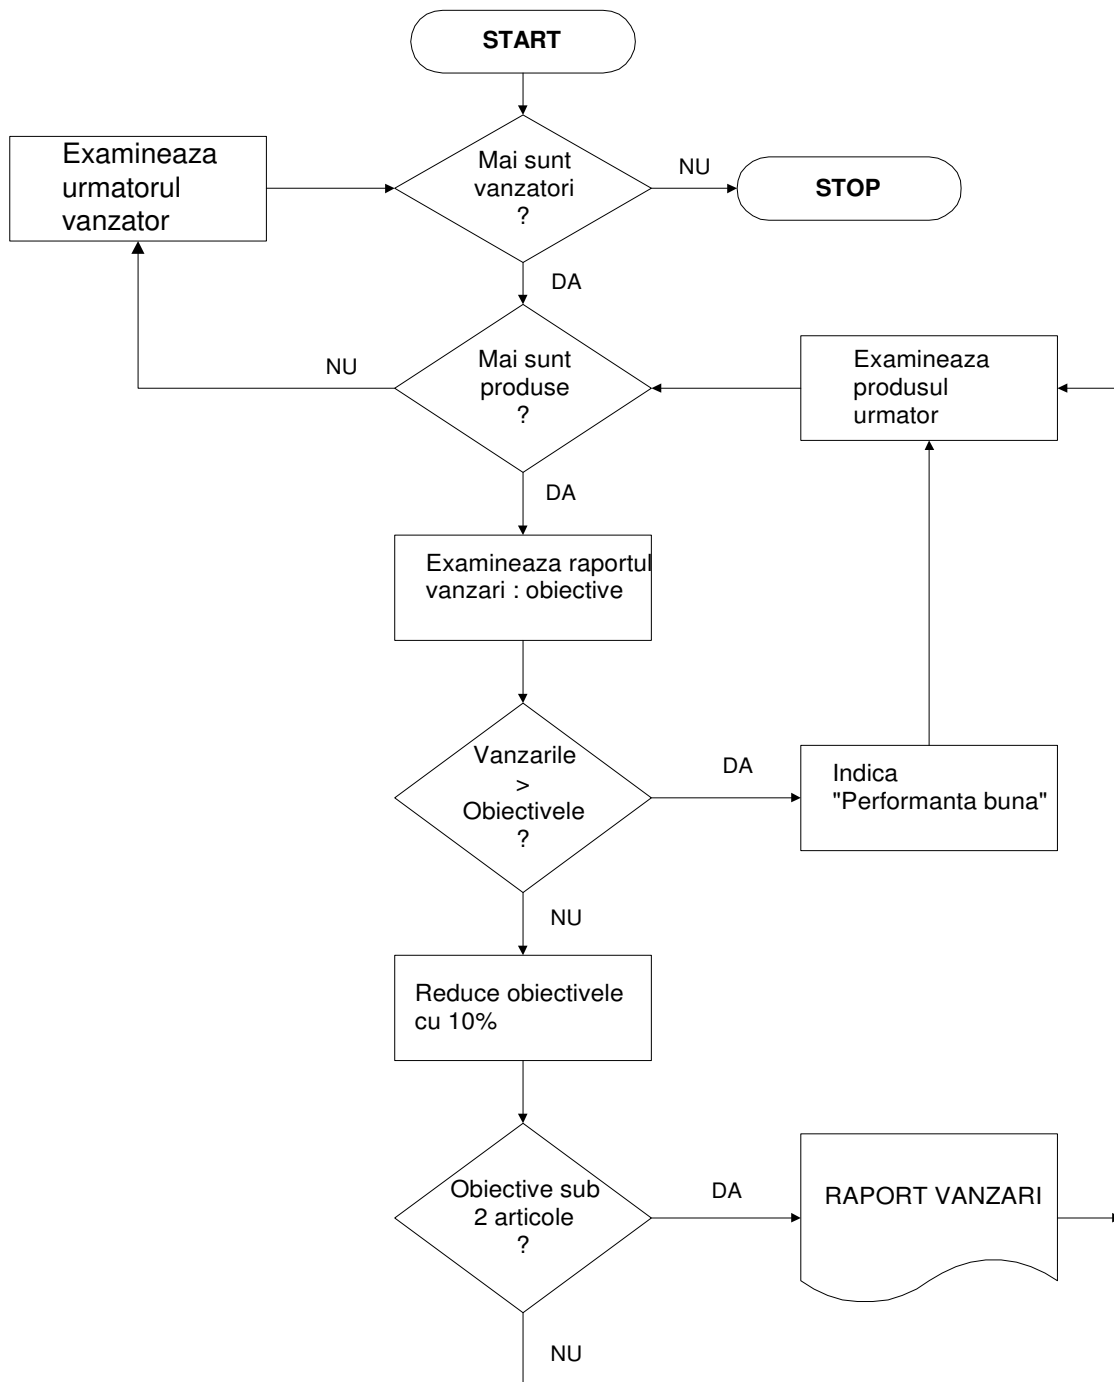 START
Examineaza
urmatorul
vanzator
Mai sunt
vanzatori
?
NU
STOP
DA
NU
Mai sunt
produse
?
Examineaza
produsul
urmator
DA
Examineaza raportul
vanzari : obiective
Vanzarile
>
Obiectivele
?
DA
Indica
"Performanta buna"
NU
Reduce obiectivele
cu 10%
Obiective sub
2 articole
?
DA
RAPORT VANZARI
NU